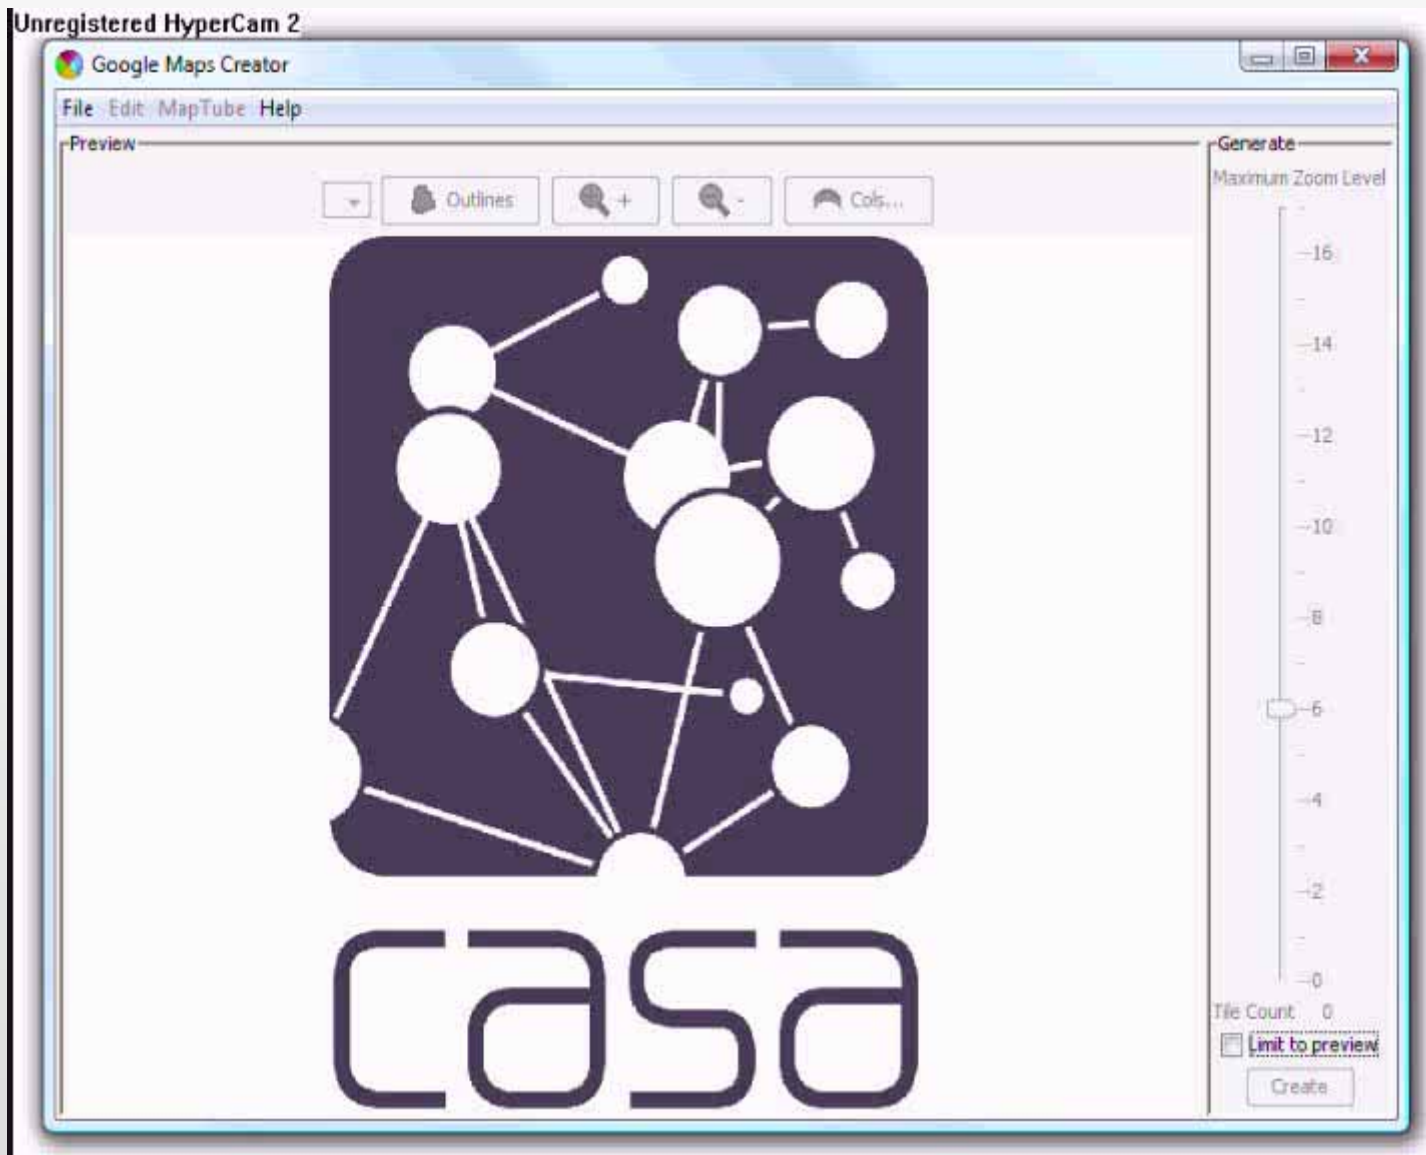 Unregistered HyperCam 2
Google Maps Creator
File Edit MapTube Help
Preview
Generate
Outlines + - Cols...
Maximum Zoom Level
16
14
12
10
8
6
4
2
0
Tile Count 0
Limit to preview
Create
casa